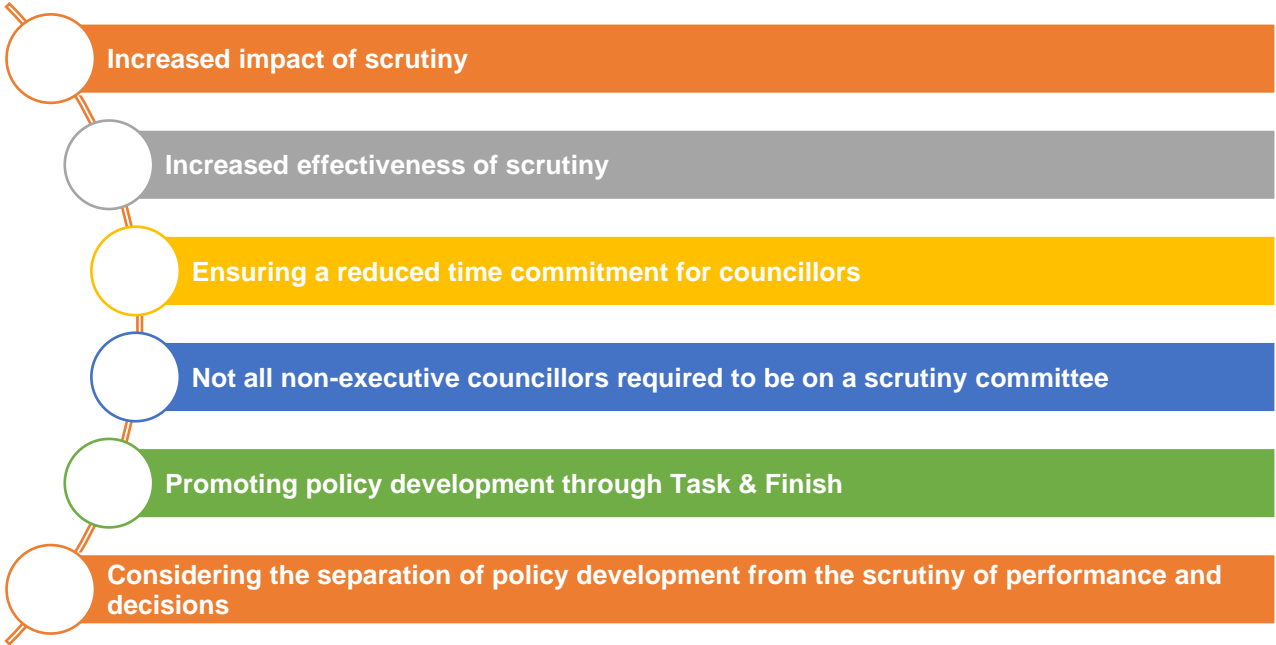 Increased impact of scrutiny
Increased effectiveness of scrutiny
Ensuring a reduced time commitment for councillors
Not all non-executive councillors required to be on a scrutiny committee
Promoting policy development through Task & Finish
Considering the separation of policy development from the scrutiny of performance and
decisions